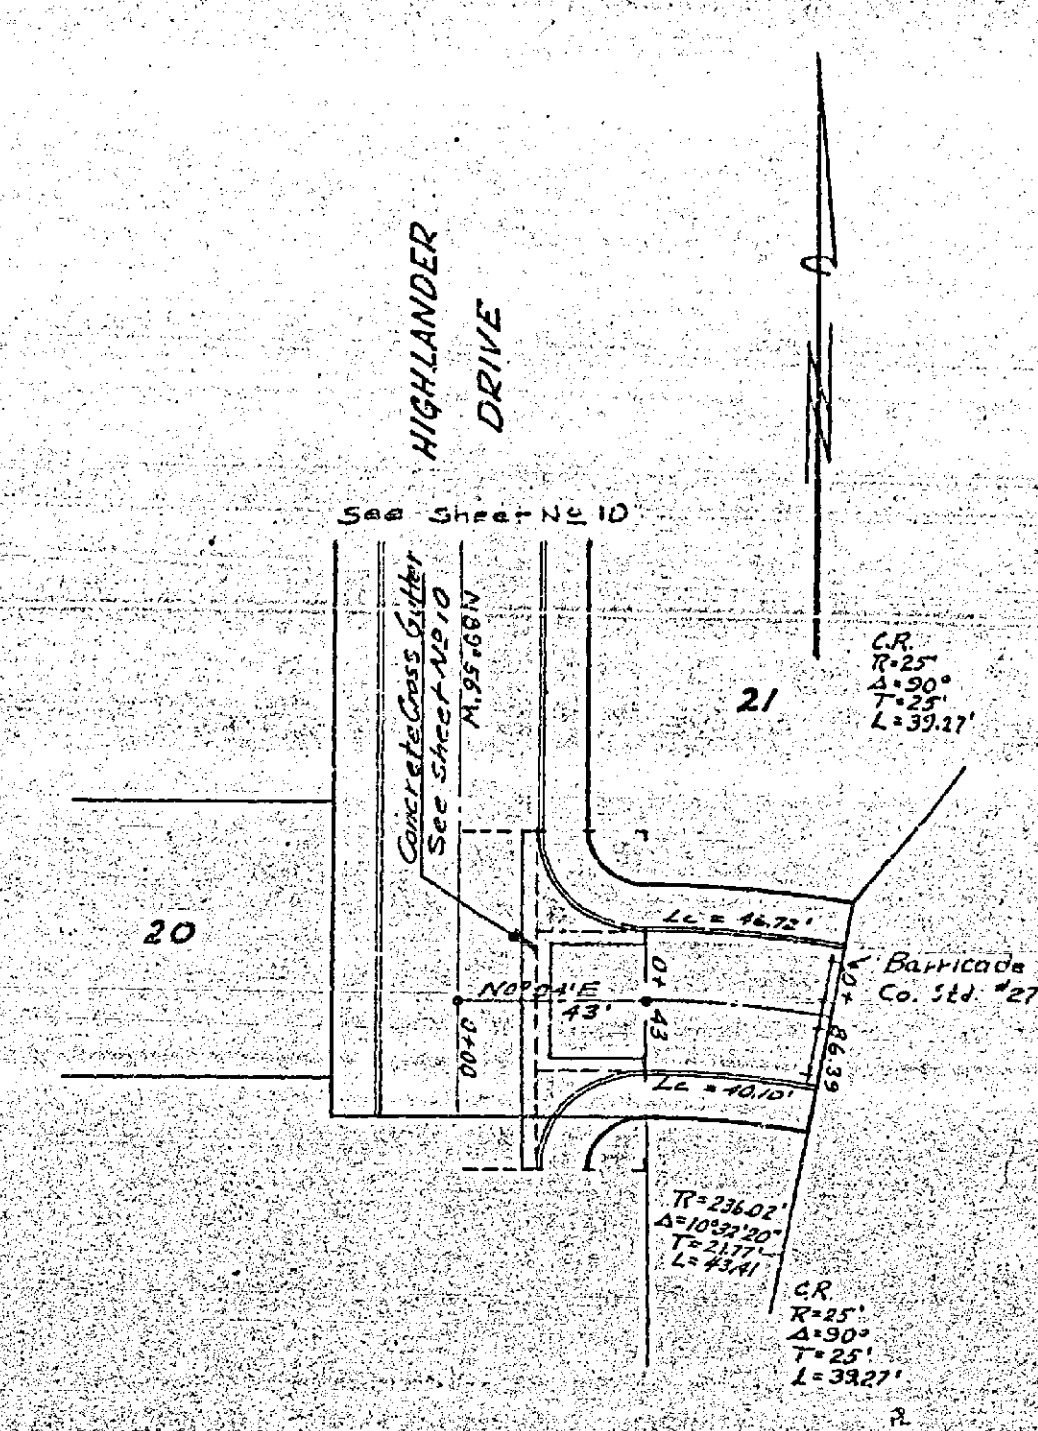 HIGHLANDER
DRIVE
See Sheet Nº 10
Concrete Cross Gutter
See Sheet Nº 10
N89°56'W
C.R.
R=25'
Δ=90°
T=25'
L=39.27'
21
20
Lc = 46.72'
Barricade
Co. Std. #27
N0°04'E
43'
0+00
0+43
0+86.39
Lc = 40.10'
R=236.02'
Δ=10°32'20"
T=21.77'
L=43.41
C.R.
R=25'
Δ=90°
T=25'
L=39.27'